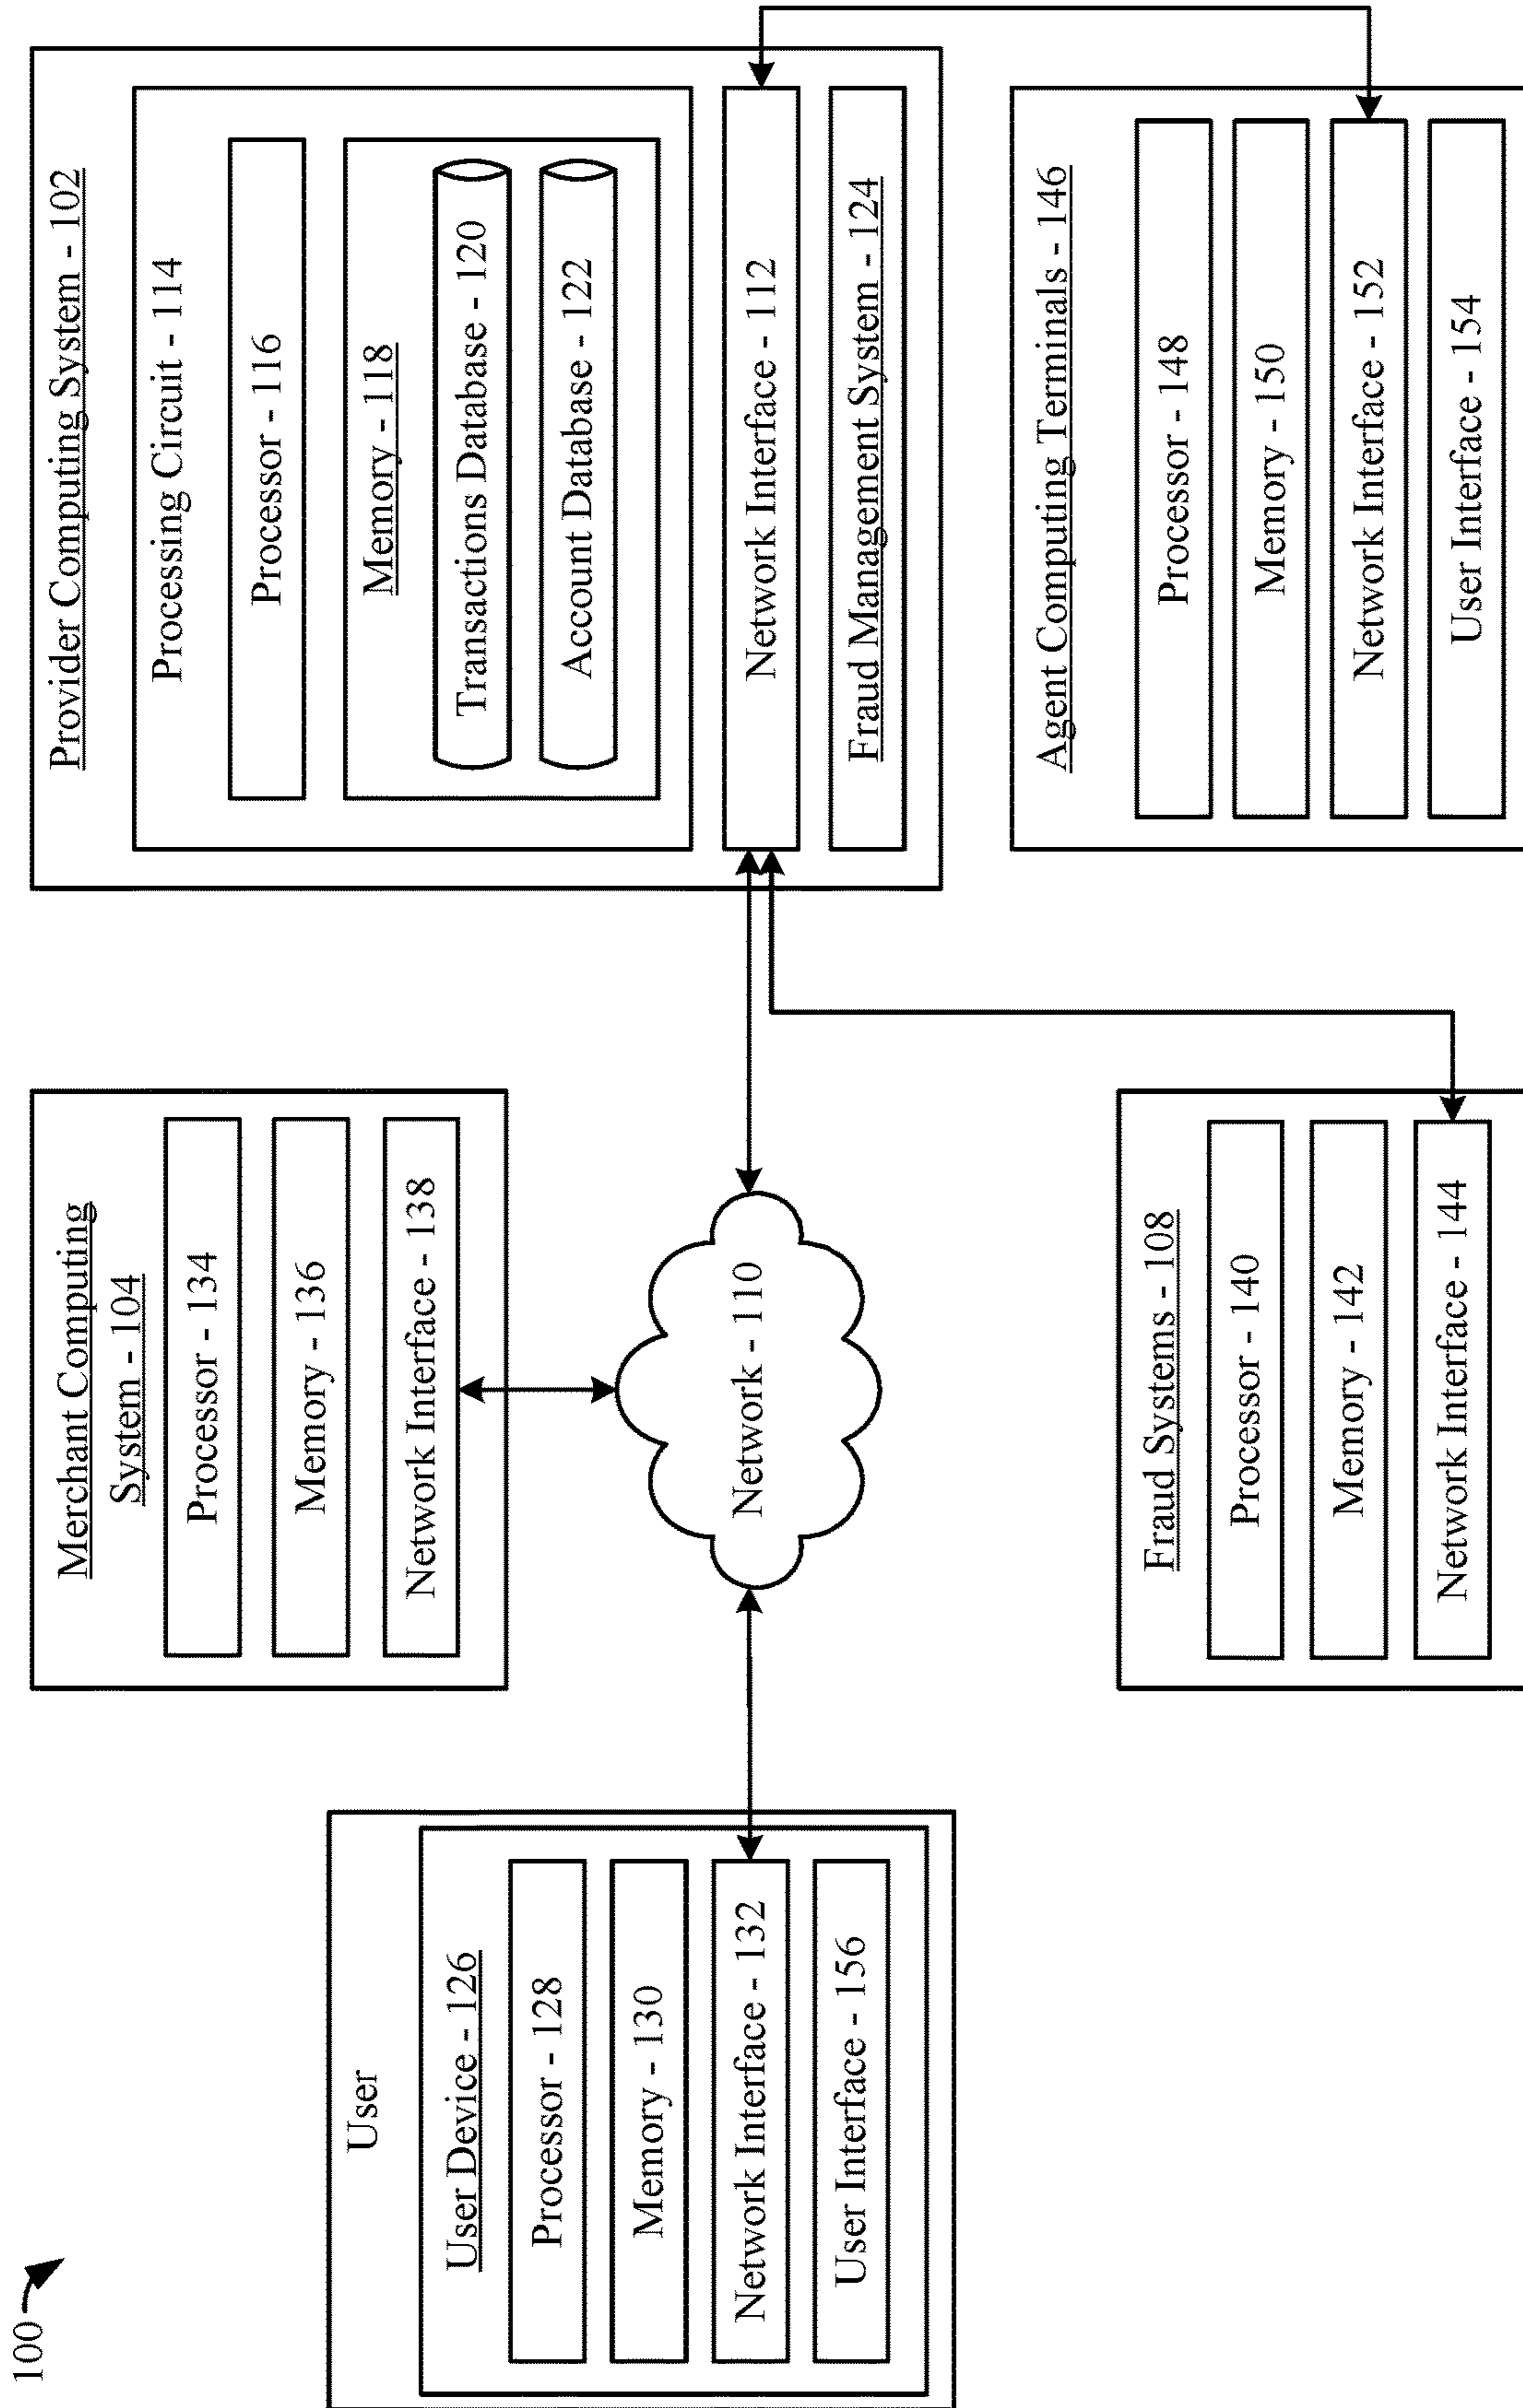 100
User
User Device - 126
Processor - 128
Memory - 130
Network Interface - 132
User Interface - 156
Merchant Computing
System - 104
Processor - 134
Memory - 136
Network Interface - 138
Network - 110
Fraud Systems - 108
Processor - 140
Memory - 142
Network Interface - 144
Provider Computing System - 102
Processing Circuit - 114
Processor - 116
Memory - 118
Transactions Database - 120
Account Database - 122
Network Interface - 112
Fraud Management System - 124
Agent Computing Terminals - 146
Processor - 148
Memory - 150
Network Interface - 152
User Interface - 154